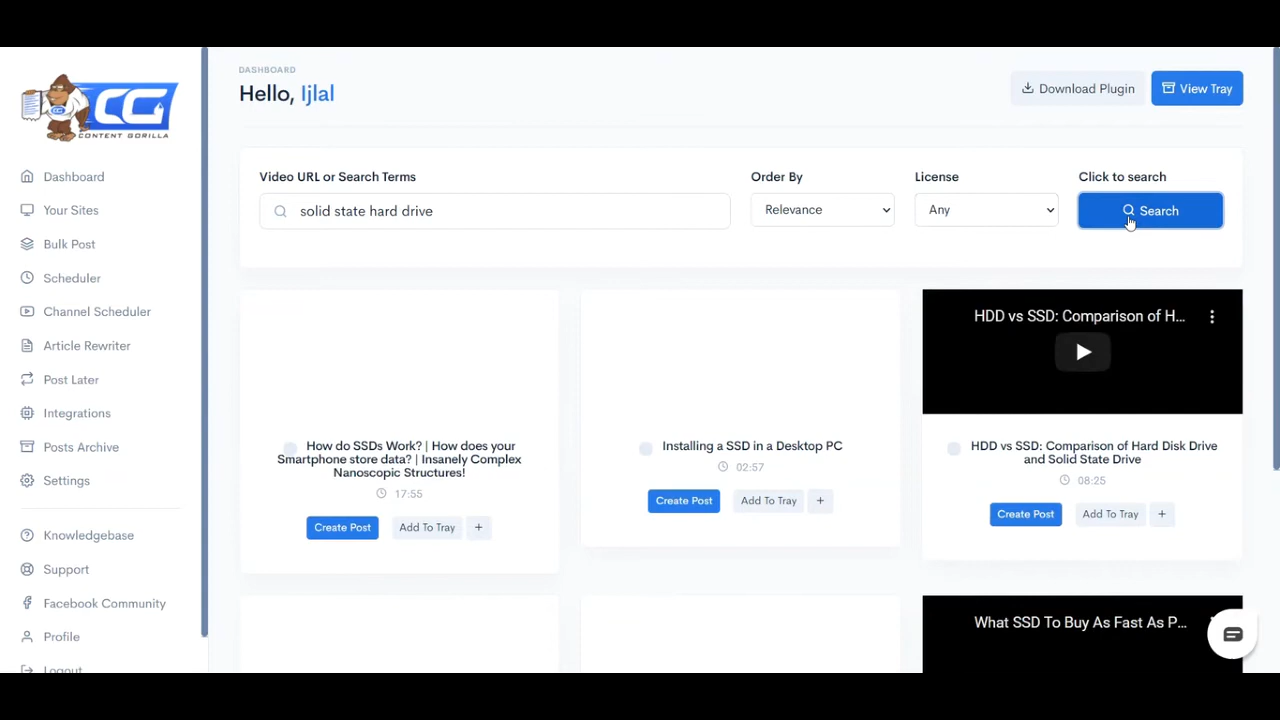 CG
CONTENT GORILLA
Dashboard
Your Sites
Bulk Post
Scheduler
Channel Scheduler
Article Rewriter
Post Later
Integrations
Posts Archive
Settings
Knowledgebase
Support
Facebook Community
Profile
Logout
DASHBOARD
Hello, Ijlal
Download Plugin
View Tray
Video URL or Search Terms
Order By
License
Click to search
solid state hard drive
Relevance
Any
Search
How do SSDs Work? | How does your
Smartphone store data? | Insanely Complex
Nanoscopic Structures!
17:55
Create Post
Add To Tray
+
Installing a SSD in a Desktop PC
02:57
Create Post
Add To Tray
+
HDD vs SSD: Comparison of H...
HDD vs SSD: Comparison of Hard Disk Drive
and Solid State Drive
08:25
Create Post
Add To Tray
+
What SSD To Buy As Fast As P...